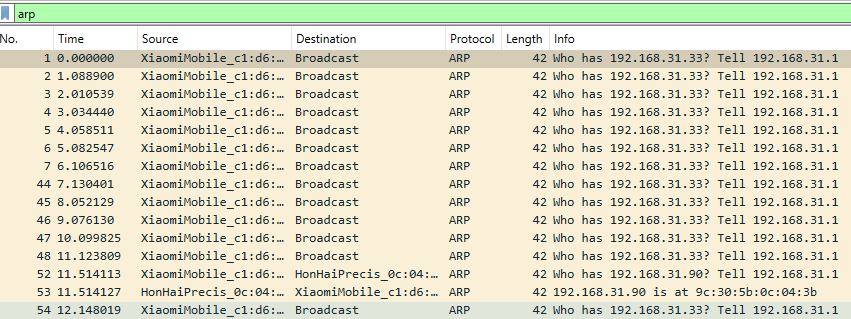 arp
No. Time Source Destination Protocol Length Info
1 0.000000 XiaomiMobile_c1:d6:… Broadcast ARP 42 Who has 192.168.31.33? Tell 192.168.31.1
2 1.088900 XiaomiMobile_c1:d6:… Broadcast ARP 42 Who has 192.168.31.33? Tell 192.168.31.1
3 2.010539 XiaomiMobile_c1:d6:… Broadcast ARP 42 Who has 192.168.31.33? Tell 192.168.31.1
4 3.034440 XiaomiMobile_c1:d6:… Broadcast ARP 42 Who has 192.168.31.33? Tell 192.168.31.1
5 4.058511 XiaomiMobile_c1:d6:… Broadcast ARP 42 Who has 192.168.31.33? Tell 192.168.31.1
6 5.082547 XiaomiMobile_c1:d6:… Broadcast ARP 42 Who has 192.168.31.33? Tell 192.168.31.1
7 6.106516 XiaomiMobile_c1:d6:… Broadcast ARP 42 Who has 192.168.31.33? Tell 192.168.31.1
44 7.130401 XiaomiMobile_c1:d6:… Broadcast ARP 42 Who has 192.168.31.33? Tell 192.168.31.1
45 8.052129 XiaomiMobile_c1:d6:… Broadcast ARP 42 Who has 192.168.31.33? Tell 192.168.31.1
46 9.076130 XiaomiMobile_c1:d6:… Broadcast ARP 42 Who has 192.168.31.33? Tell 192.168.31.1
47 10.099825 XiaomiMobile_c1:d6:… Broadcast ARP 42 Who has 192.168.31.33? Tell 192.168.31.1
48 11.123809 XiaomiMobile_c1:d6:… Broadcast ARP 42 Who has 192.168.31.33? Tell 192.168.31.1
52 11.514113 XiaomiMobile_c1:d6:… HonHaiPrecis_0c:04:… ARP 42 Who has 192.168.31.90? Tell 192.168.31.1
53 11.514127 HonHaiPrecis_0c:04:… XiaomiMobile_c1:d6:… ARP 42 192.168.31.90 is at 9c:30:5b:0c:04:3b
54 12.148019 XiaomiMobile_c1:d6:… Broadcast ARP 42 Who has 192.168.31.33? Tell 192.168.31.1